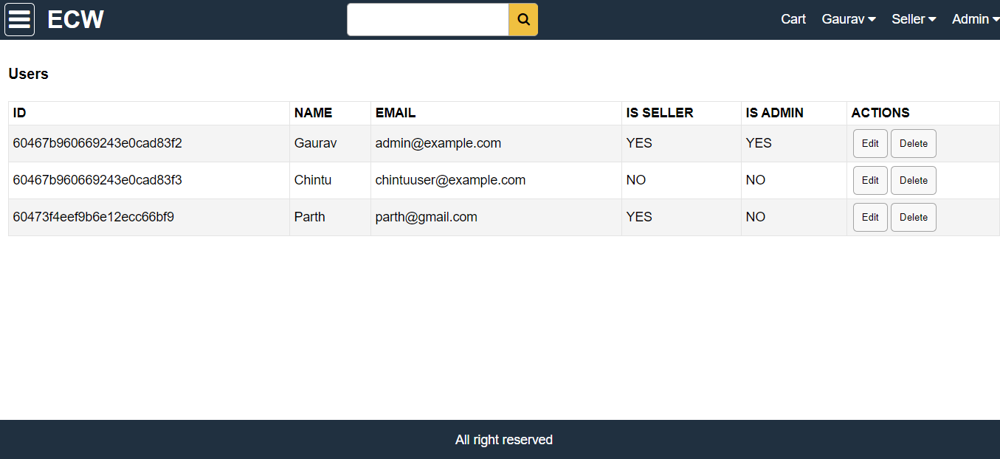 ECW Cart Gaurav Seller Admin
Users
ID NAME EMAIL IS SELLER IS ADMIN ACTIONS
60467b960669243e0cad83f2 Gaurav admin@example.com YES YES Edit Delete
60467b960669243e0cad83f3 Chintu chintuuser@example.com NO NO Edit Delete
60473f4eef9b6e12ecc66bf9 Parth parth@gmail.com YES NO Edit Delete
All right reserved